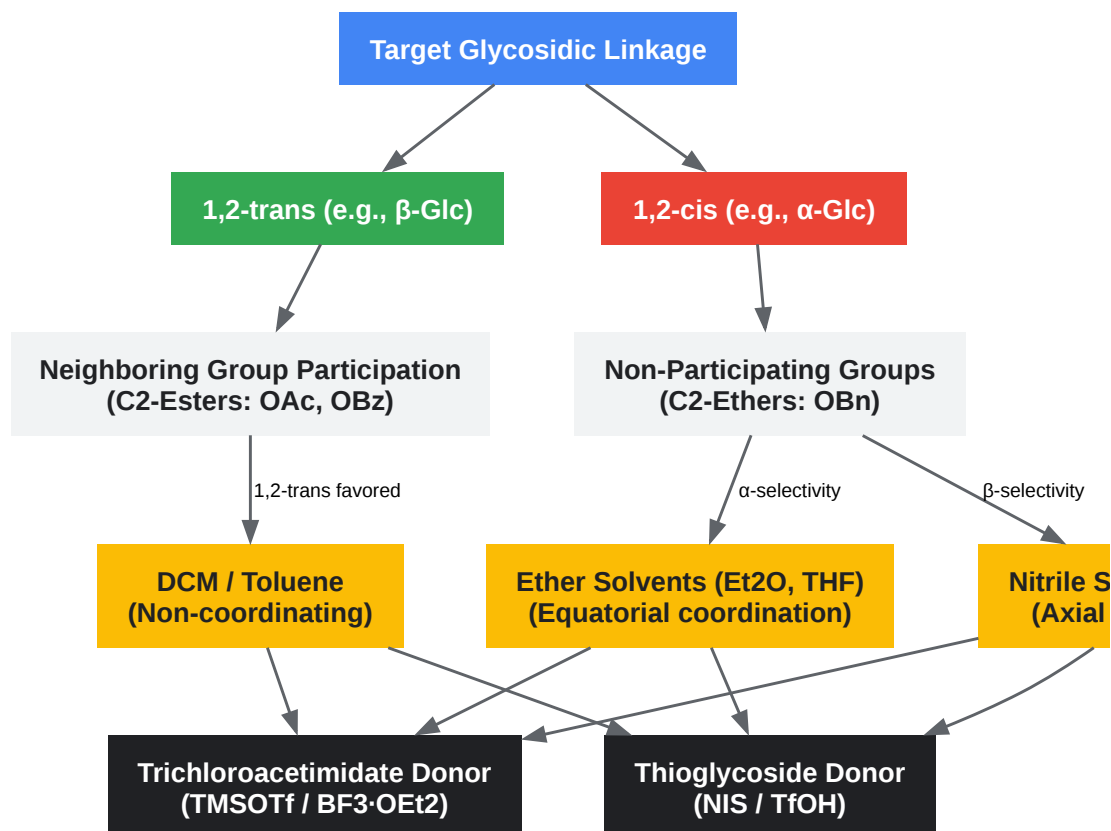 Target Glycosidic Linkage
1,2-trans (e.g., β-Glc)
1,2-cis (e.g., α-Glc)
Neighboring Group Participation
(C2-Esters: OAc, OBz)
Non-Participating Groups
(C2-Ethers: OBn)
1,2-trans favored
α-selectivity
β-selectivity
DCM / Toluene
(Non-coordinating)
Ether Solvents (Et2O, THF)
(Equatorial coordination)
Nitrile S
(Axial
Trichloroacetimidate Donor
(TMSOTf / BF3·OEt2)
Thioglycoside Donor
(NIS / TfOH)